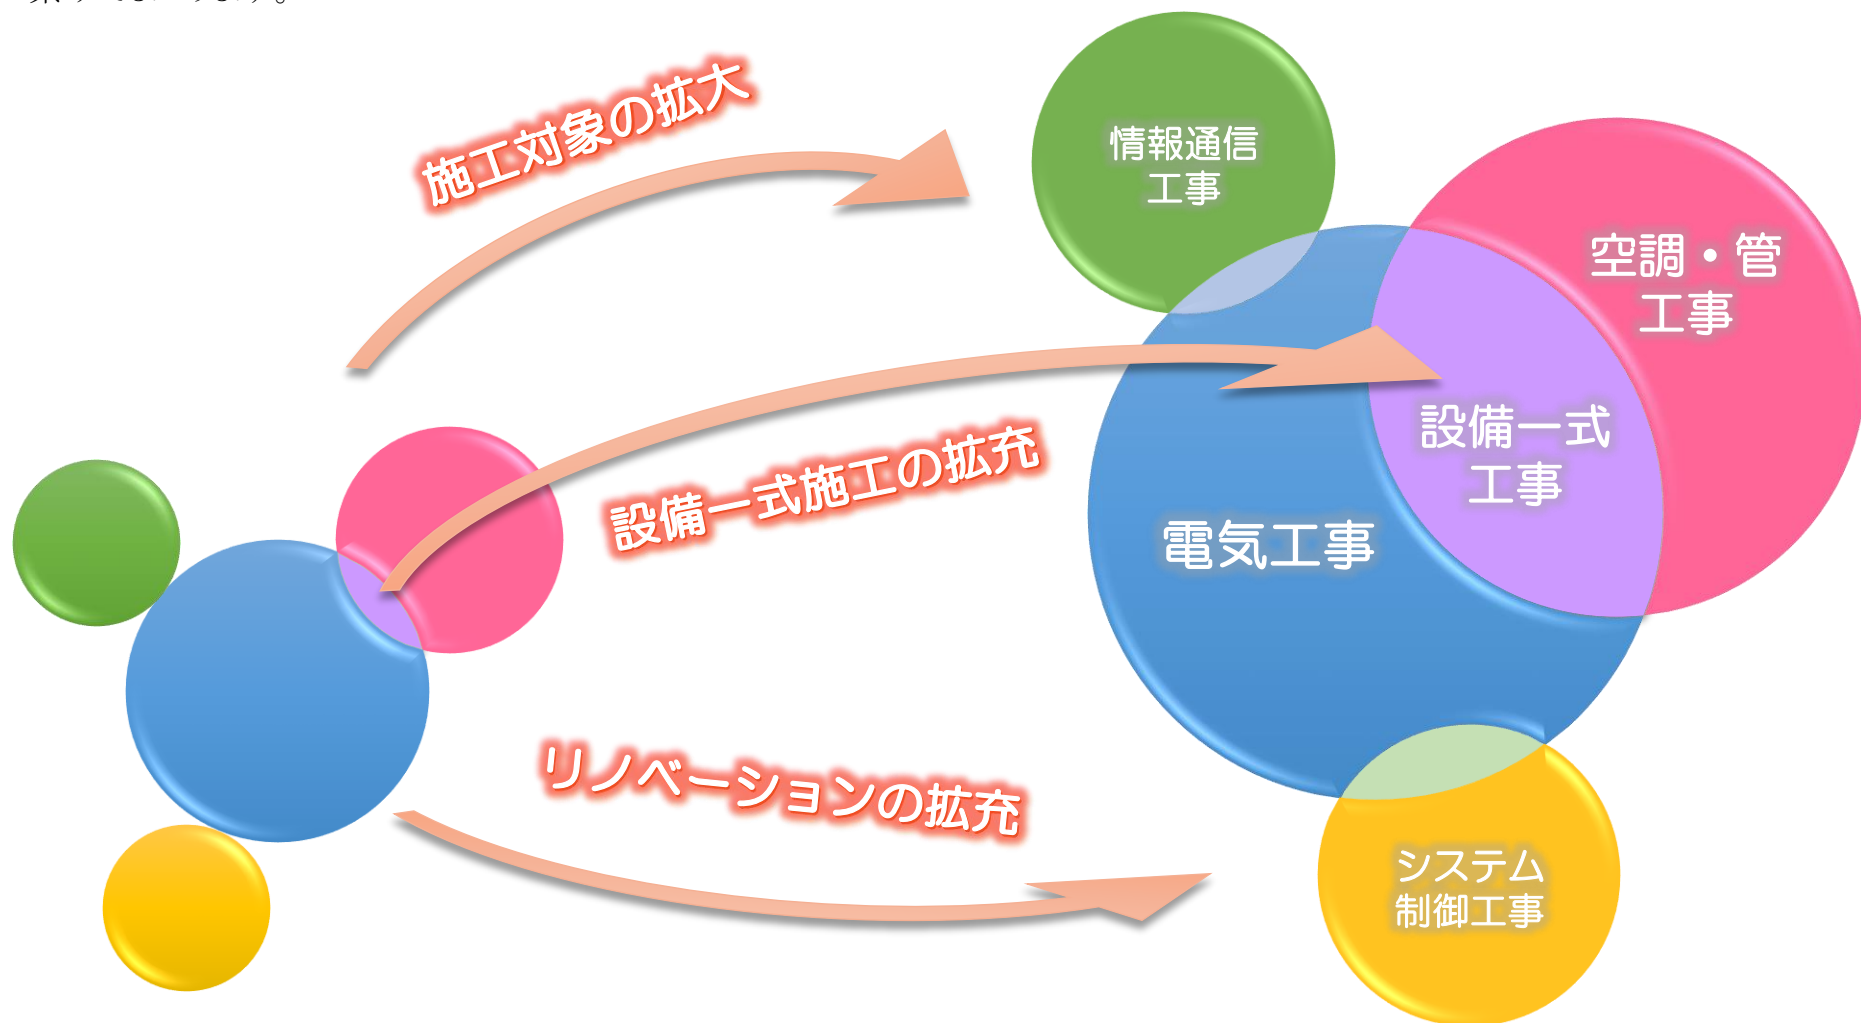 施工対象の拡大
情報通信
工事
空調・管
工事
設備一式
工事
設備一式施工の拡充
電気工事
リノベーションの拡充
システム
制御工事